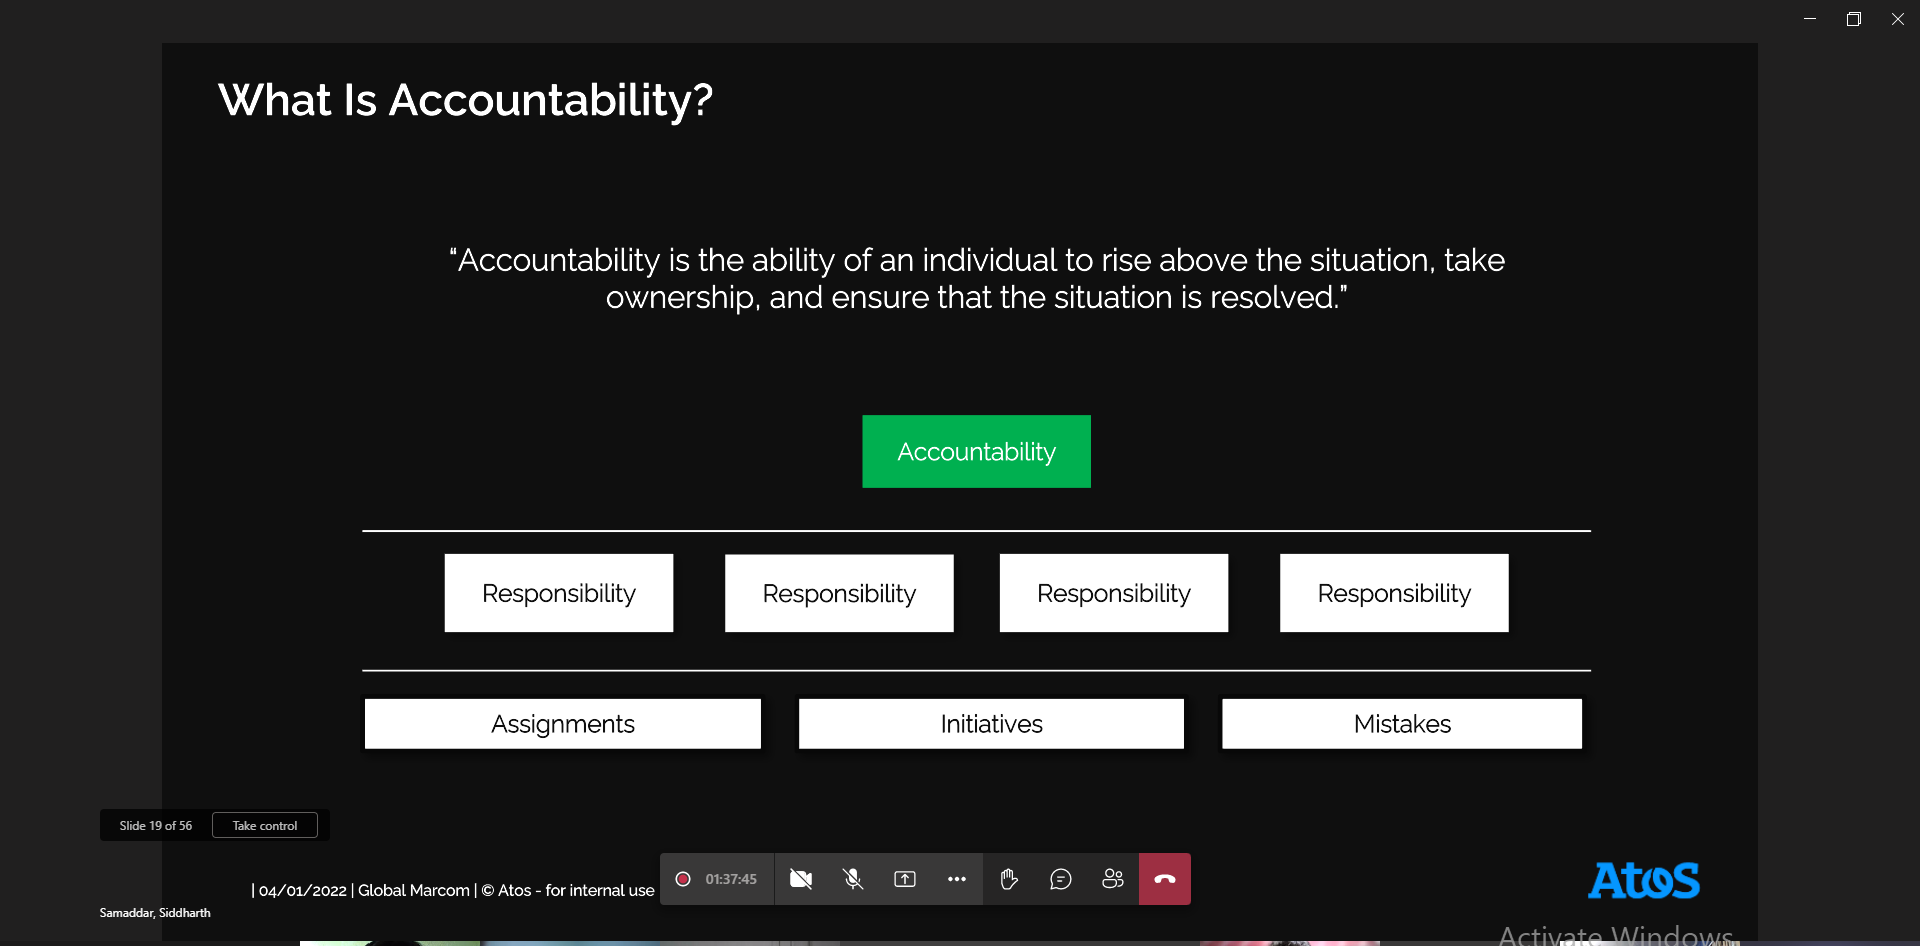 What Is Accountability?
“Accountability is the ability of an individual to rise above the situation, take
ownership, and ensure that the situation is resolved.”
Accountability
Responsibility
Responsibility
Responsibility
Responsibility
Assignments
Initiatives
Mistakes
Slide 19 of 56
Take control
01:37:45
| 04/01/2022 | Global Marcom | © Atos - for internal use
Atos
Samaddar, Siddharth
Activate Windows